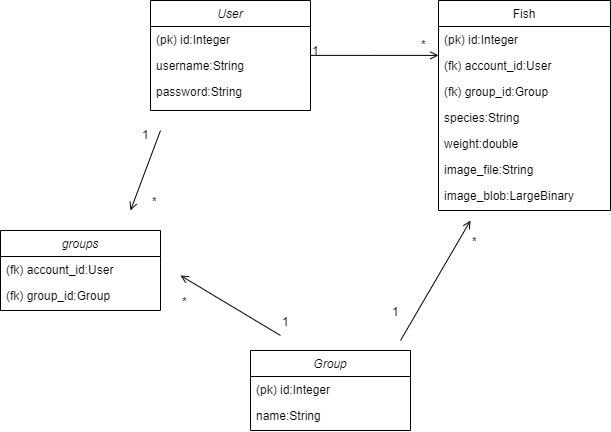 User
(pk) id:Integer
username:String
password:String
1
*
Fish
(pk) id:Integer
(fk) account_id:User
(fk) group_id:Group
species:String
weight:double
image_file:String
image_blob:LargeBinary
1
*
groups
(fk) account_id:User
(fk) group_id:Group
*
1
1
*
Group
(pk) id:Integer
name:String